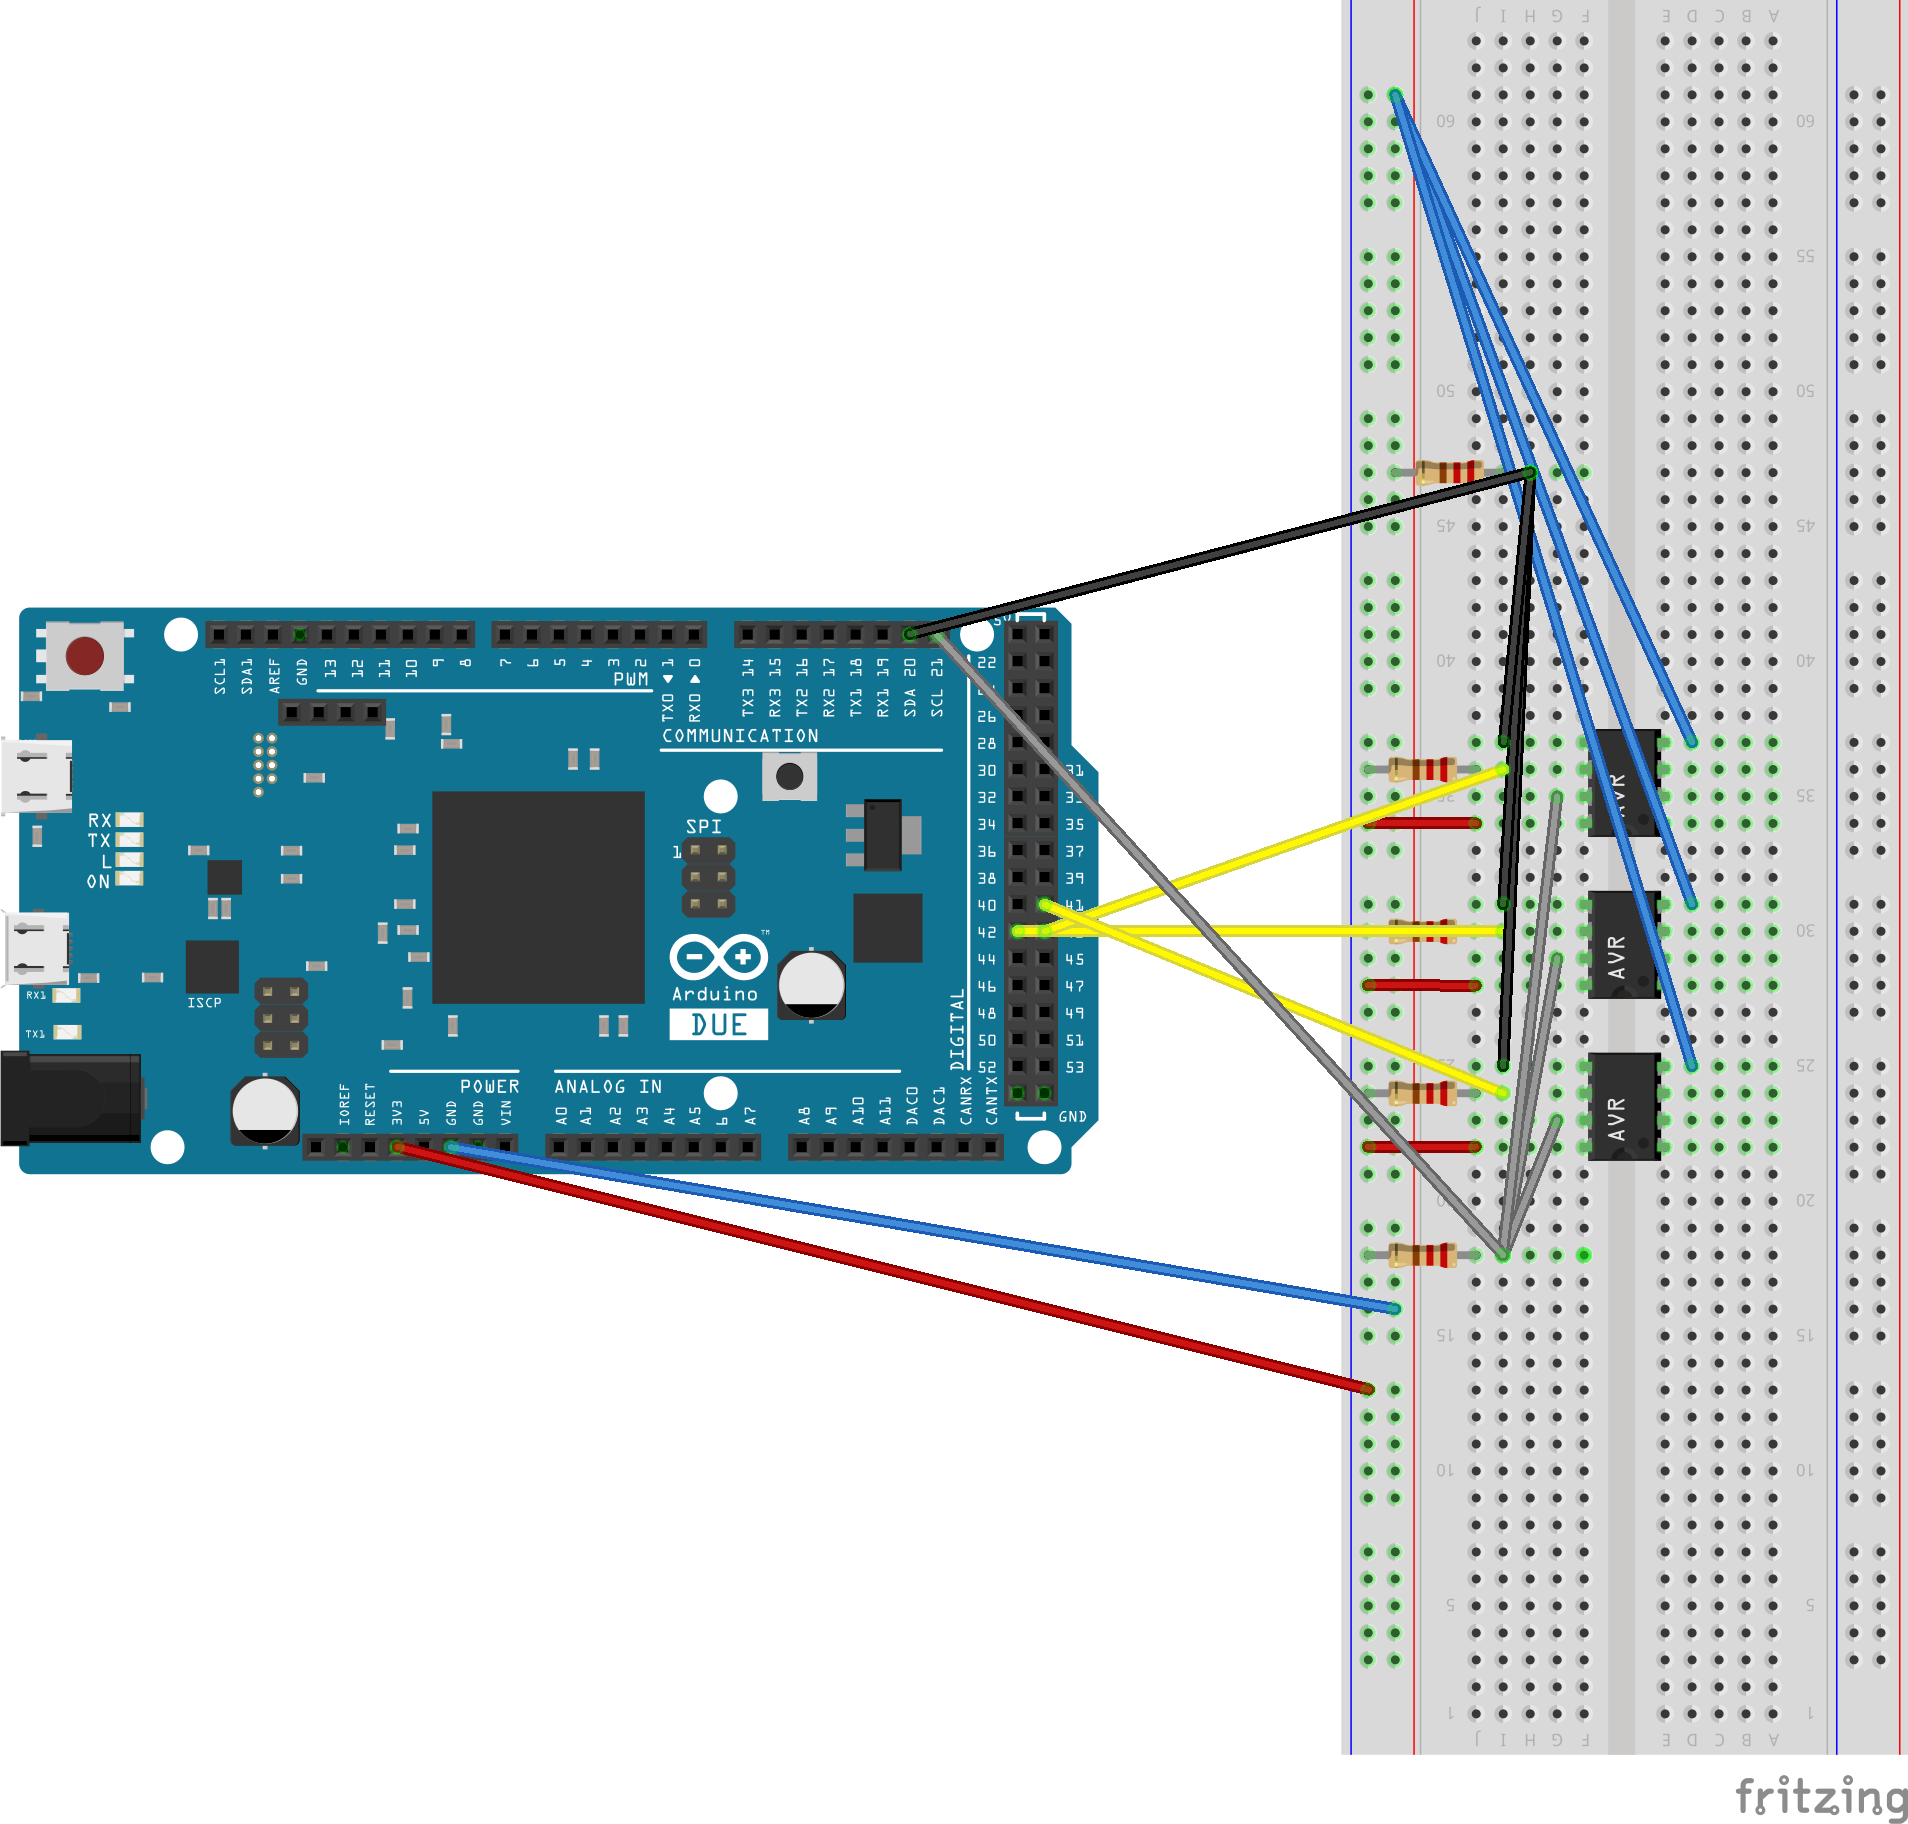 J I H G F E D C B A
60 60
55
50 50
45 45
40 40
35
30
25 25
20
15 15
10 10
5 5
1 1
J I H G F E D C B A
SCL1
SDA1
AREF
GND
13
12
11
10
9
8
7
6
5
4
3
2
TX0 ◀ 1
RX0 ▶ 0
PWM
TX3 14
RX3 15
TX2 16
RX2 17
TX1 18
RX1 19
SDA 20
SCL 21
COMMUNICATION
22
26
28
30 31
32
34 35
36 37
38 39
40 41
42
44 45
46 47
48 49
50 51
52 53
GND
DIGITAL
RX
TX
L
ON
SPI
1
ISCP
RX1
TX1
Arduino
TM
DUE
POWER
IOREF
RESET
3V3
5V
GND
GND
VIN
ANALOG IN
A0
A1
A2
A3
A4
A5
6
A7
A8
A9
A10
A11
DAC0
DAC1
CANRX
CANTX
AVR
AVR
fritzing